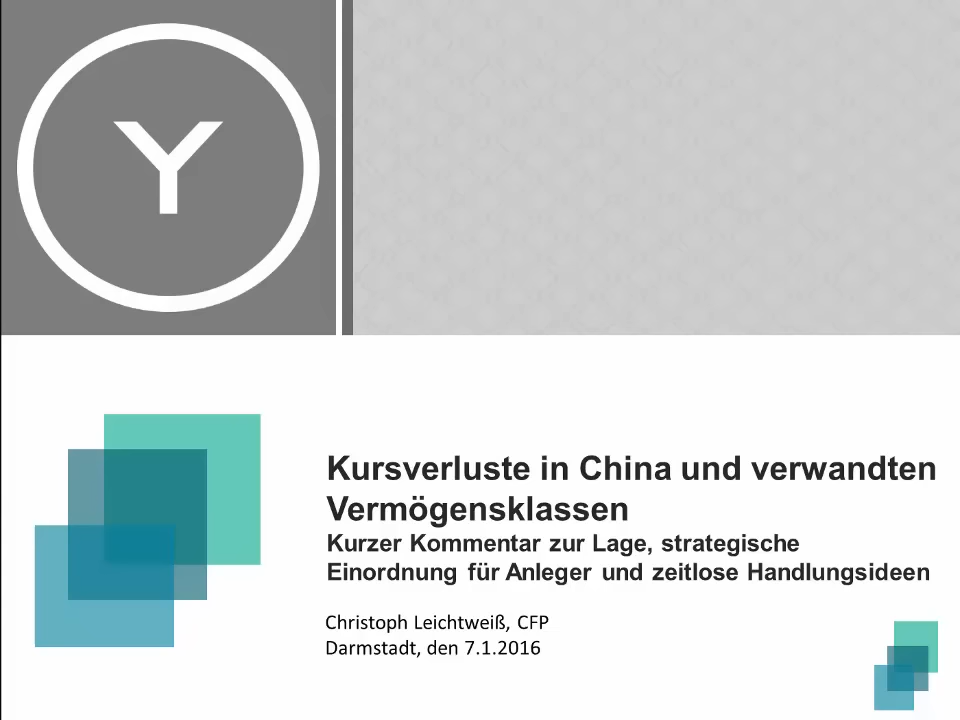 Y
Kursverluste in China und verwandten
Vermögensklassen
Kurzer Kommentar zur Lage, strategische
Einordnung für Anleger und zeitlose Handlungsideen
Christoph Leichtweiß, CFP
Darmstadt, den 7.1.2016